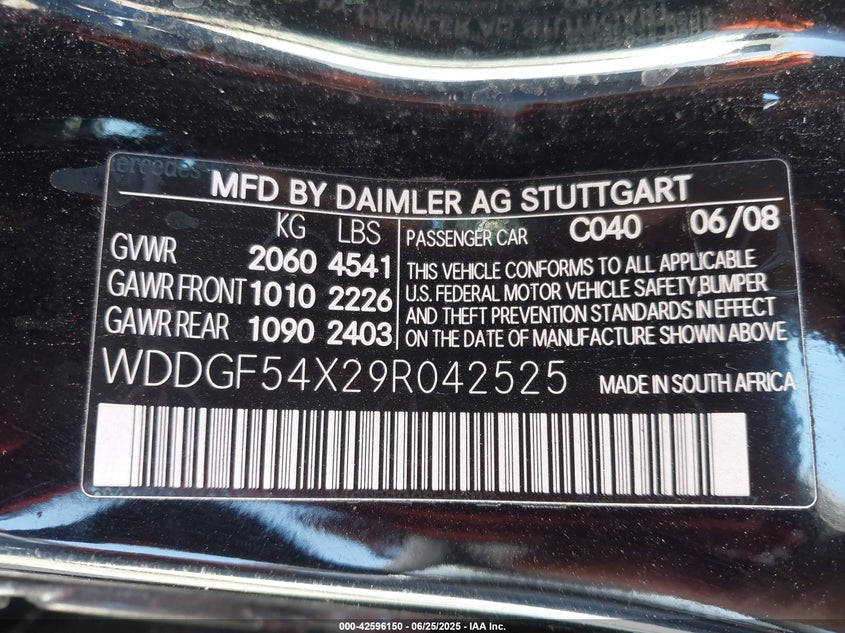 MFD BY DAIMLER AG STUTTGART
KG LBS
GVWR 2060 4541
GAWR FRONT 1010 2226
GAWR REAR 1090 2403
PASSENGER CAR C040 06/08
THIS VEHICLE CONFORMS TO ALL APPLICABLE
U.S. FEDERAL MOTOR VEHICLE SAFETY,BUMPER
AND THEFT PREVENTION STANDARDS IN EFFECT
ON THE DATE OF MANUFACTURE SHOWN ABOVE
WDDGF54X29R042525 MADE IN SOUTH AFRICA
000-42596150 - 06/25/2025 - IAA Inc.